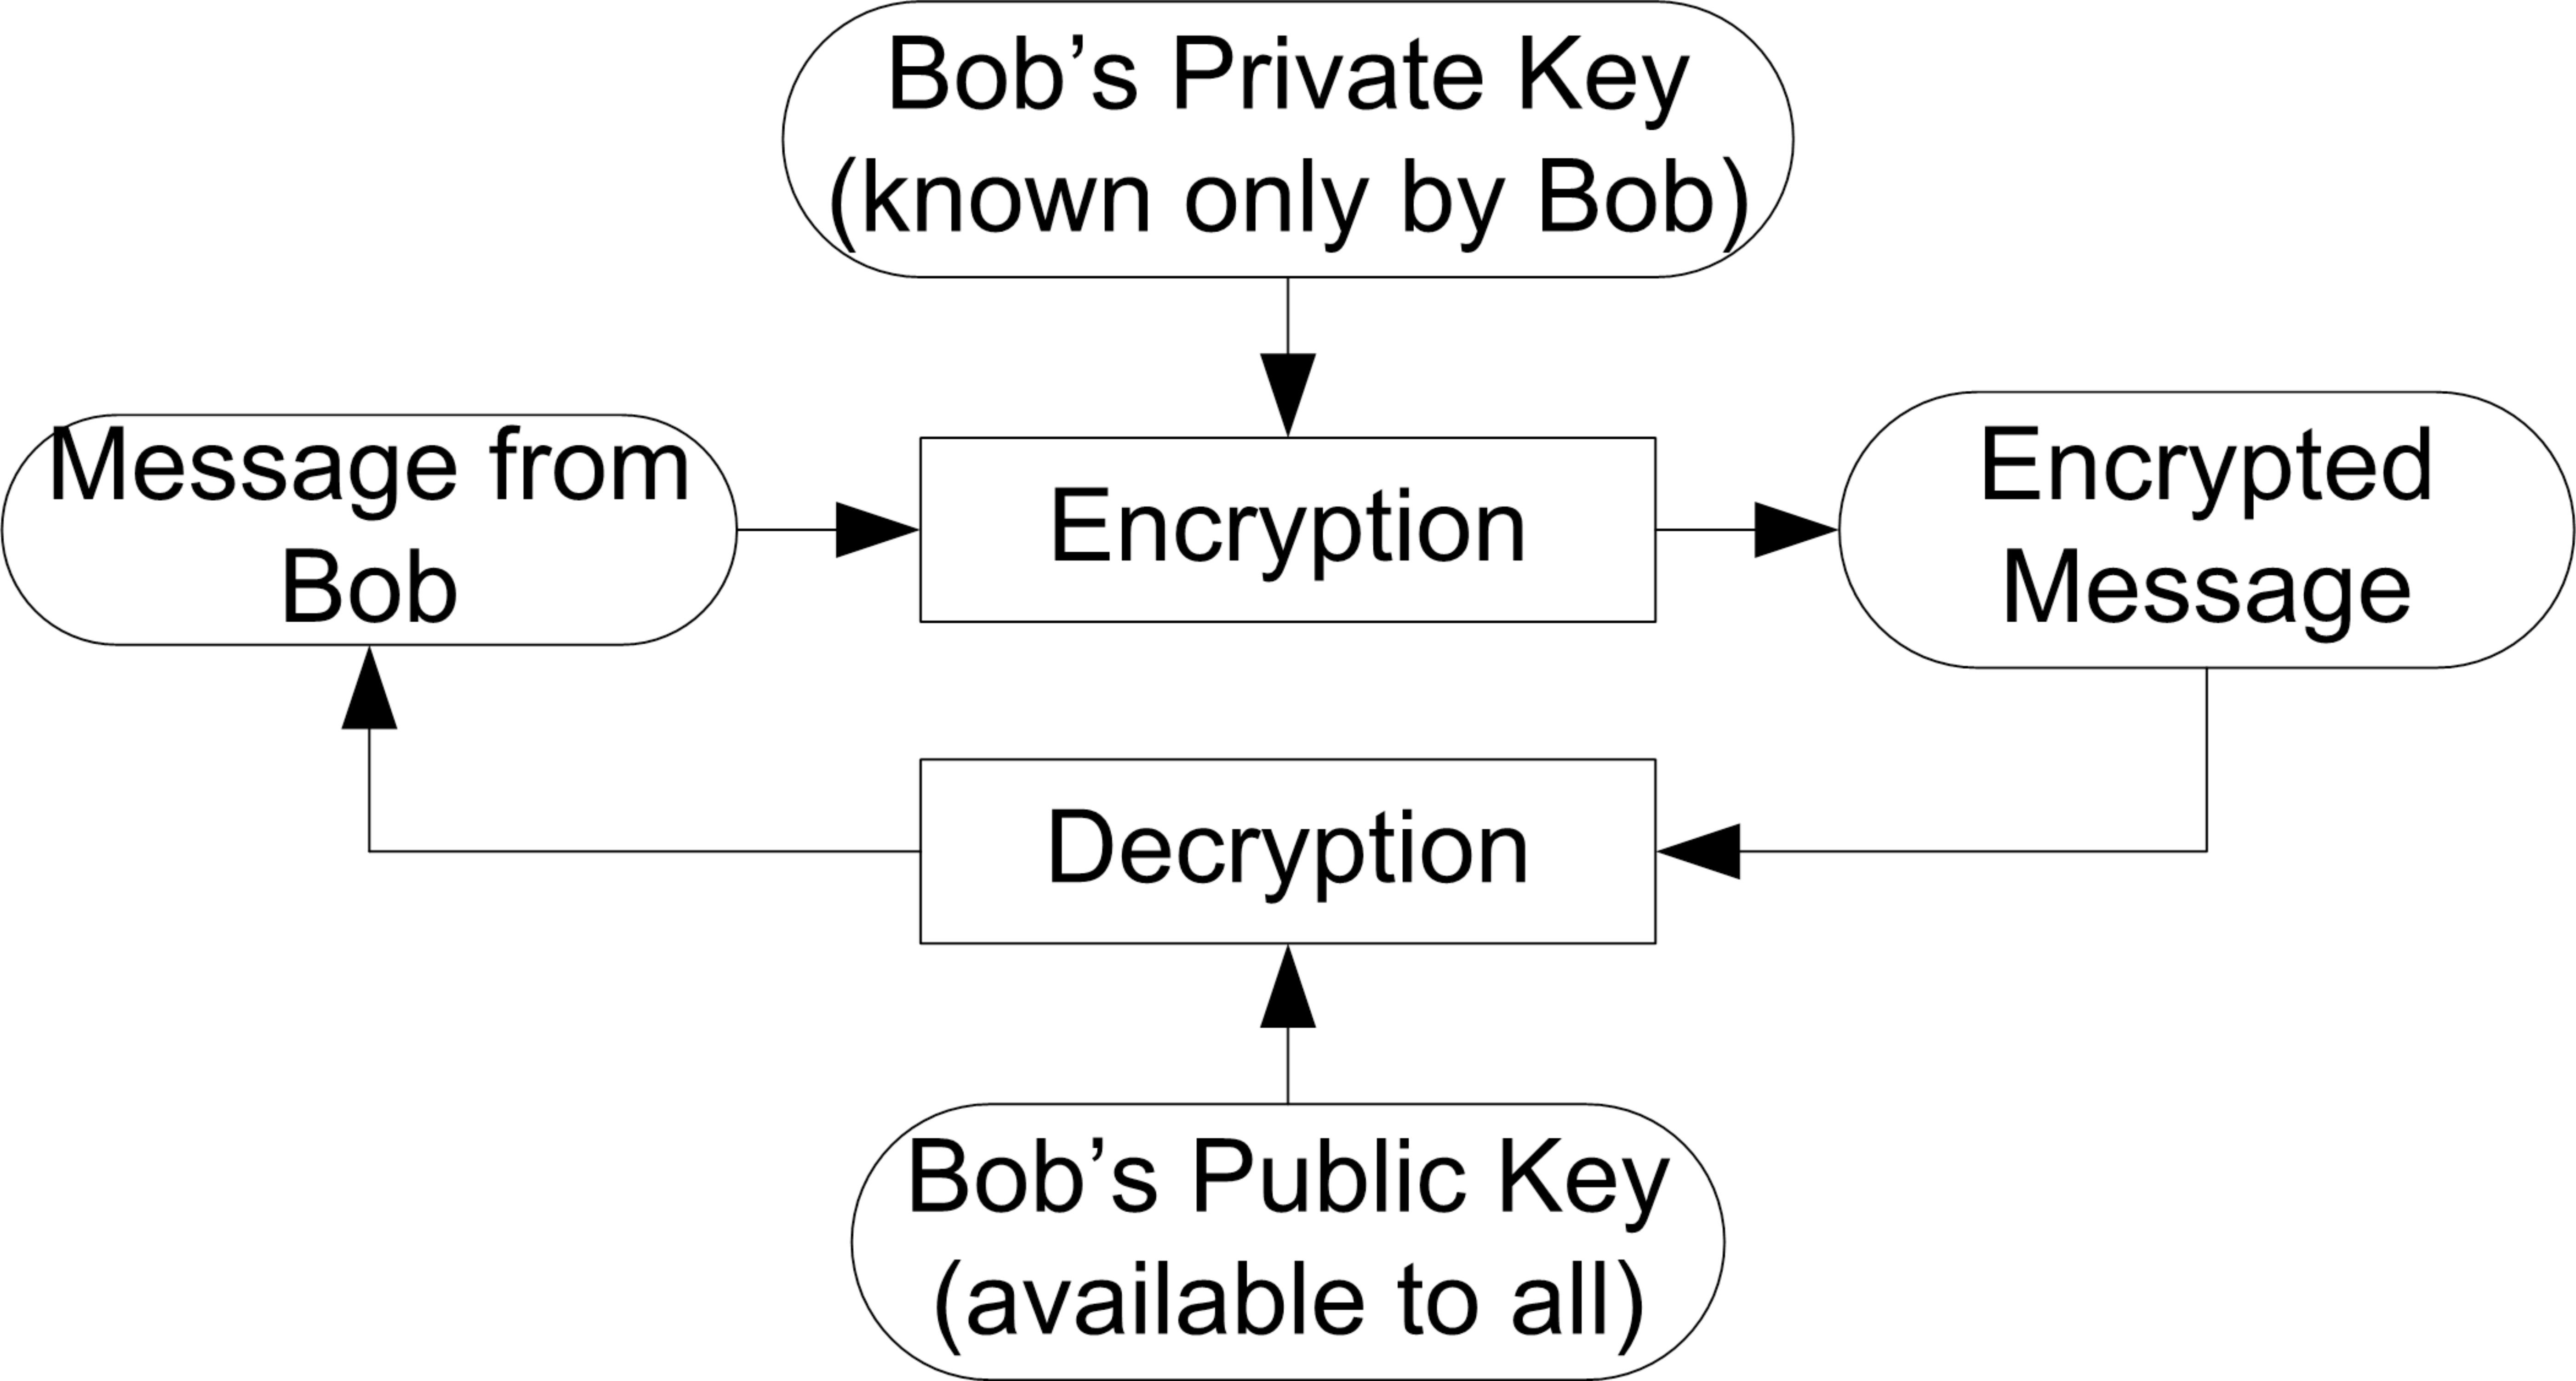 Bob’s Private Key
(known only by Bob)
Message from
Bob
Encryption
Encrypted
Message
Decryption
Bob’s Public Key
(available to all)